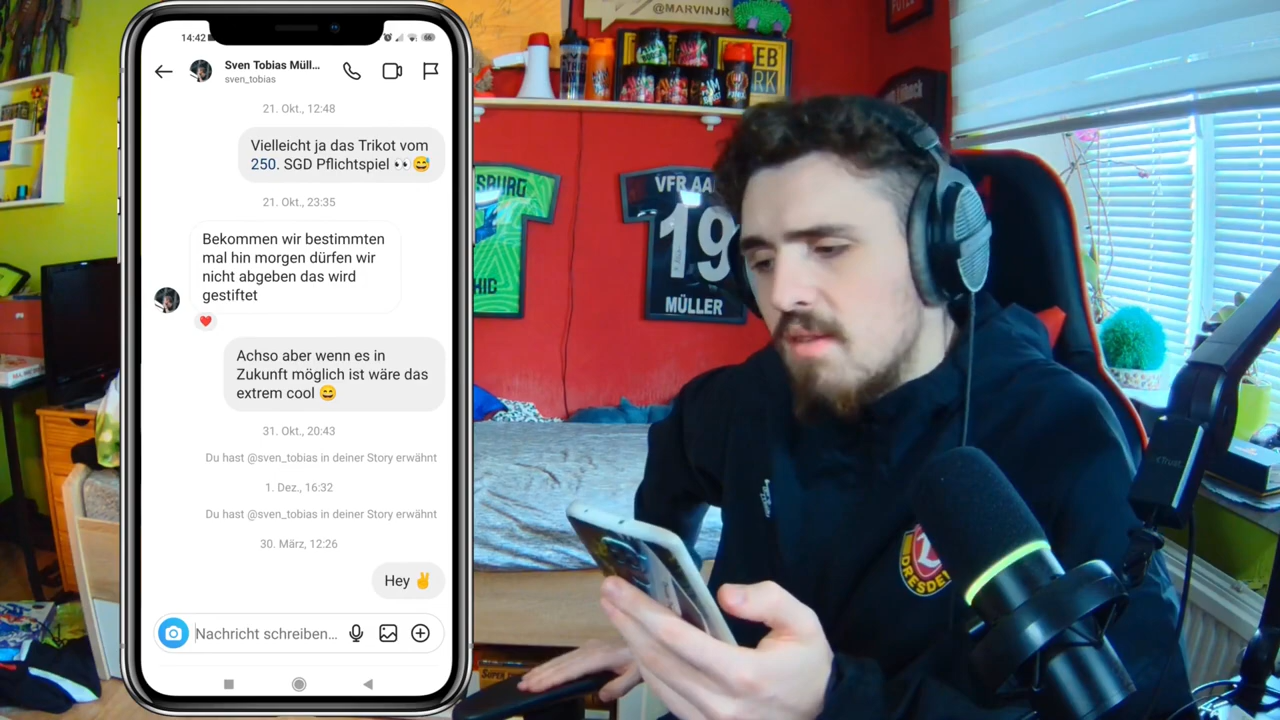 14:42
66
Sven Tobias Müll...
sven_tobias
21. Okt., 12:48
Vielleicht ja das Trikot vom
250. SGD Pflichtspiel 👀😅
21. Okt., 23:35
Bekommen wir bestimmten
mal hin morgen dürfen wir
nicht abgeben das wird
gestiftet
❤️
Achso aber wenn es in
Zukunft möglich ist wäre das
extrem cool 😄
31. Okt., 20:43
Du hast @sven_tobias in deiner Story erwähnt
1. Dez., 16:32
Du hast @sven_tobias in deiner Story erwähnt
30. März, 12:26
Hey ✌️
Nachricht schreiben...
@MARVINJR
SBURG
VFR AA
19
MÜLLER
DRESDE
Trust